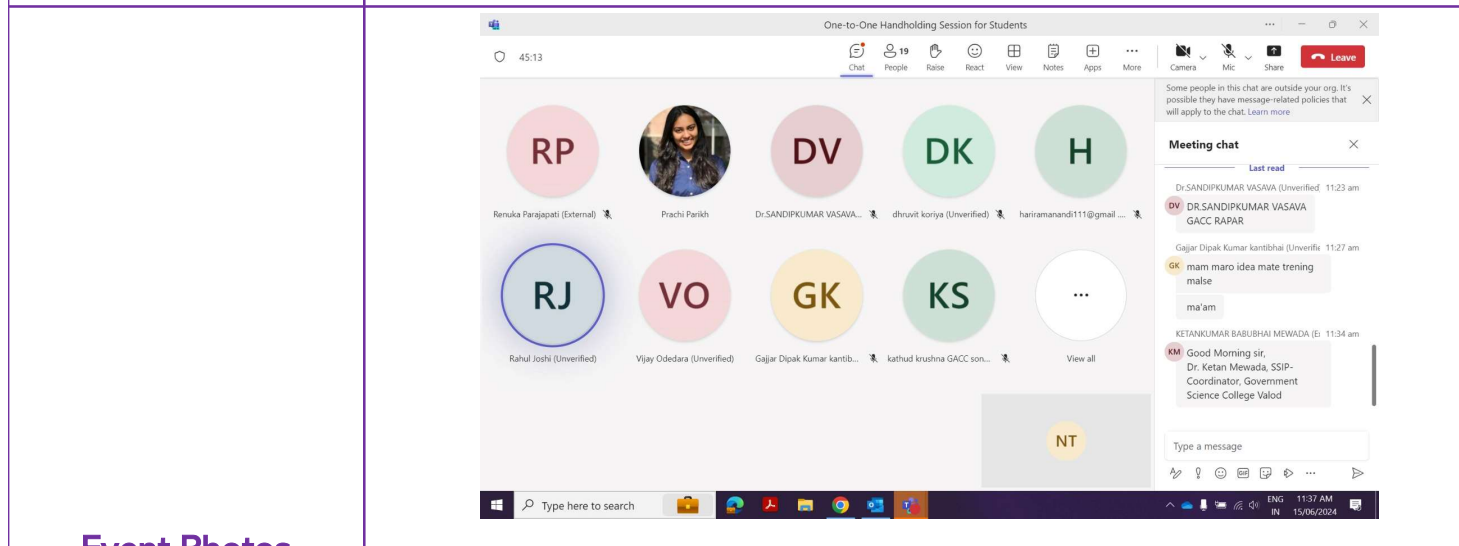 One-to-One Handholding Session for Students
45:13
Chat
19
People
Raise
React
View
Notes
Apps
More
Camera
Mic
Share
Leave
RP
Renuka Parajapati (External)
Prachi Parikh
DV
Dr.SANDIPKUMAR VASAVA...
DK
dhruvit koriya (Unverified)
H
hariramanandi111@gmail ....
RJ
Rahul Joshi (Unverified)
VO
Vijay Odedara (Unverified)
GK
Gajjar Dipak Kumar kantib...
KS
kathud krushna GACC son...
...
View all
NT
Some people in this chat are outside your org. It's
possible they have message-related policies that
will apply to the chat. Learn more
Meeting chat
Last read
Dr.SANDIPKUMAR VASAVA (Unverified) 11:23 am
DV
DR.SANDIPKUMAR VASAVA
GACC RAPAR
Gajjar Dipak Kumar kantibhai (Unverifie 11:27 am
GK
mam maro idea mate trening
malse
ma'am
KETANKUMAR BABUBHAI MEWADA (E 11:34 am
KM
Good Morning sir,
Dr. Ketan Mewada, SSIP-
Coordinator, Government
Science College Valod
Type a message
GIF
Type here to search
ENG
IN
11:37 AM
15/06/2024
Event Photos